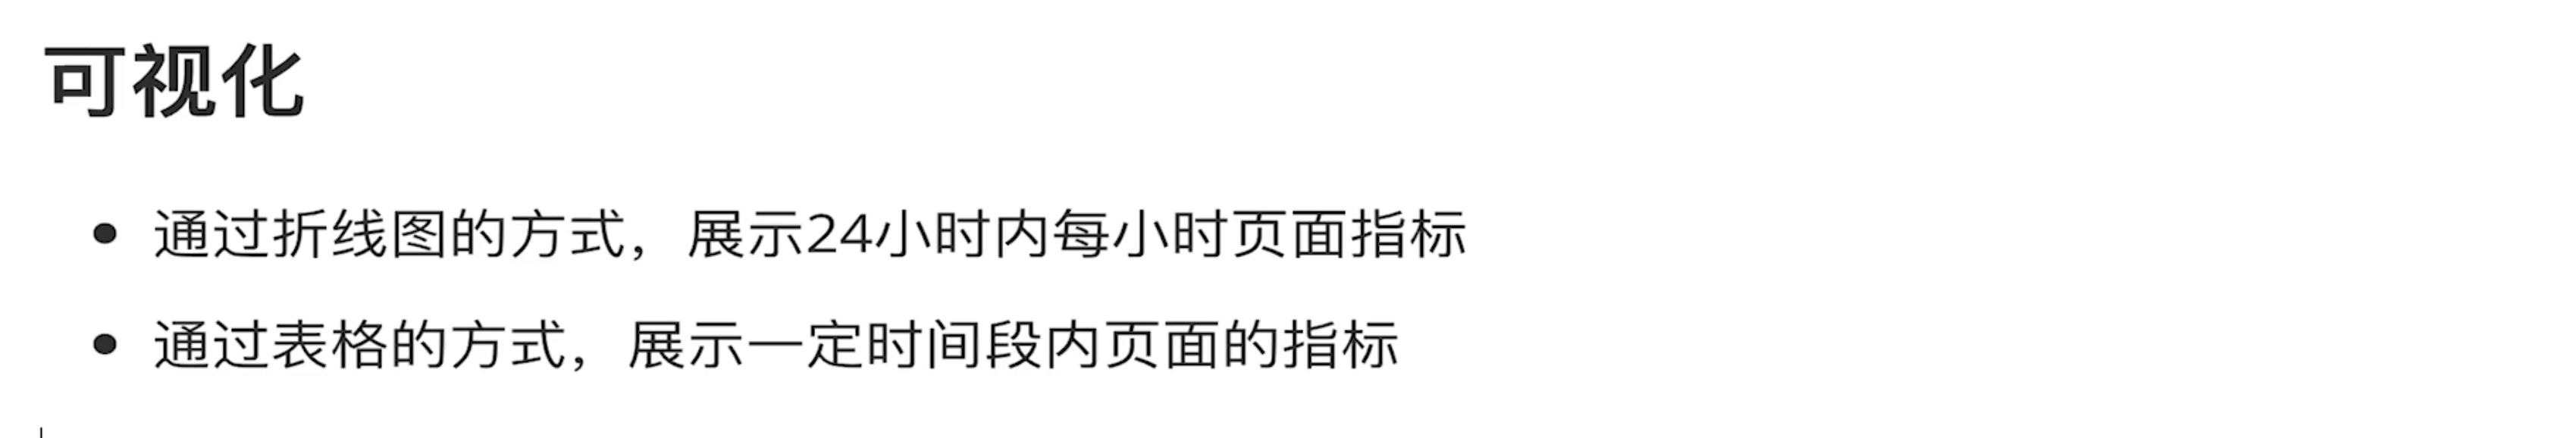 可视化
通过折线图的方式，展示24小时内每小时页面指标
通过表格的方式，展示一定时间段内页面的指标